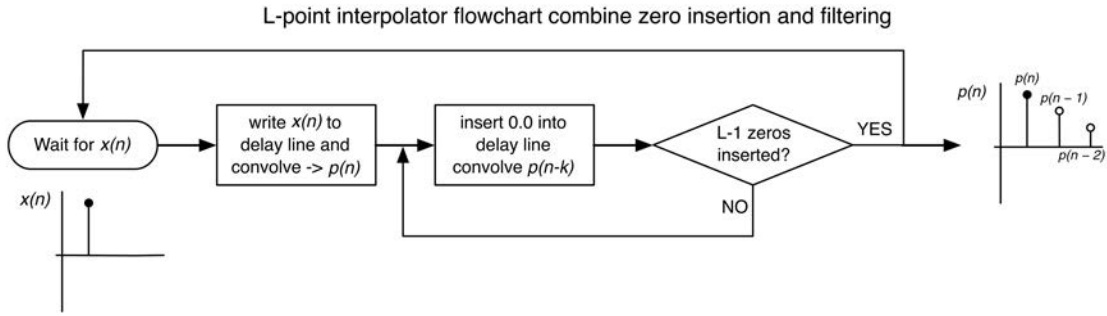 L-point interpolator flowchart combine zero insertion and filtering
Wait for x(n)
write x(n) to
delay line and
convolve -> p(n)
insert 0.0 into
delay line
convolve p(n-k)
L-1 zeros
inserted?
YES
NO
x(n)
p(n)
p(n)
p(n – 1)
p(n – 2)